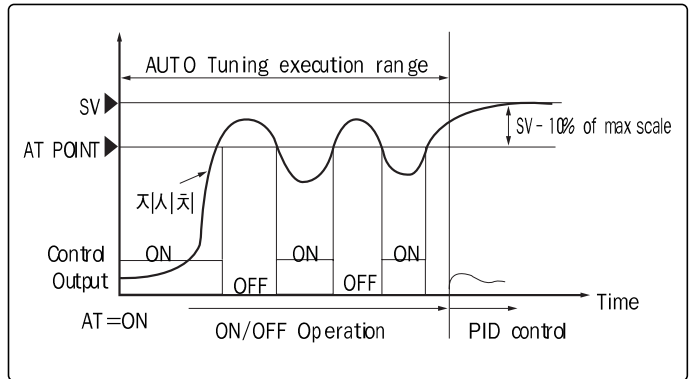 AUTO Tuning execution range
SV
SV - 10% of max scale
AT POINT
지시치
Control Output
ON
ON
ON
OFF
OFF
Time
AT=ON
ON/OFF Operation
PID control